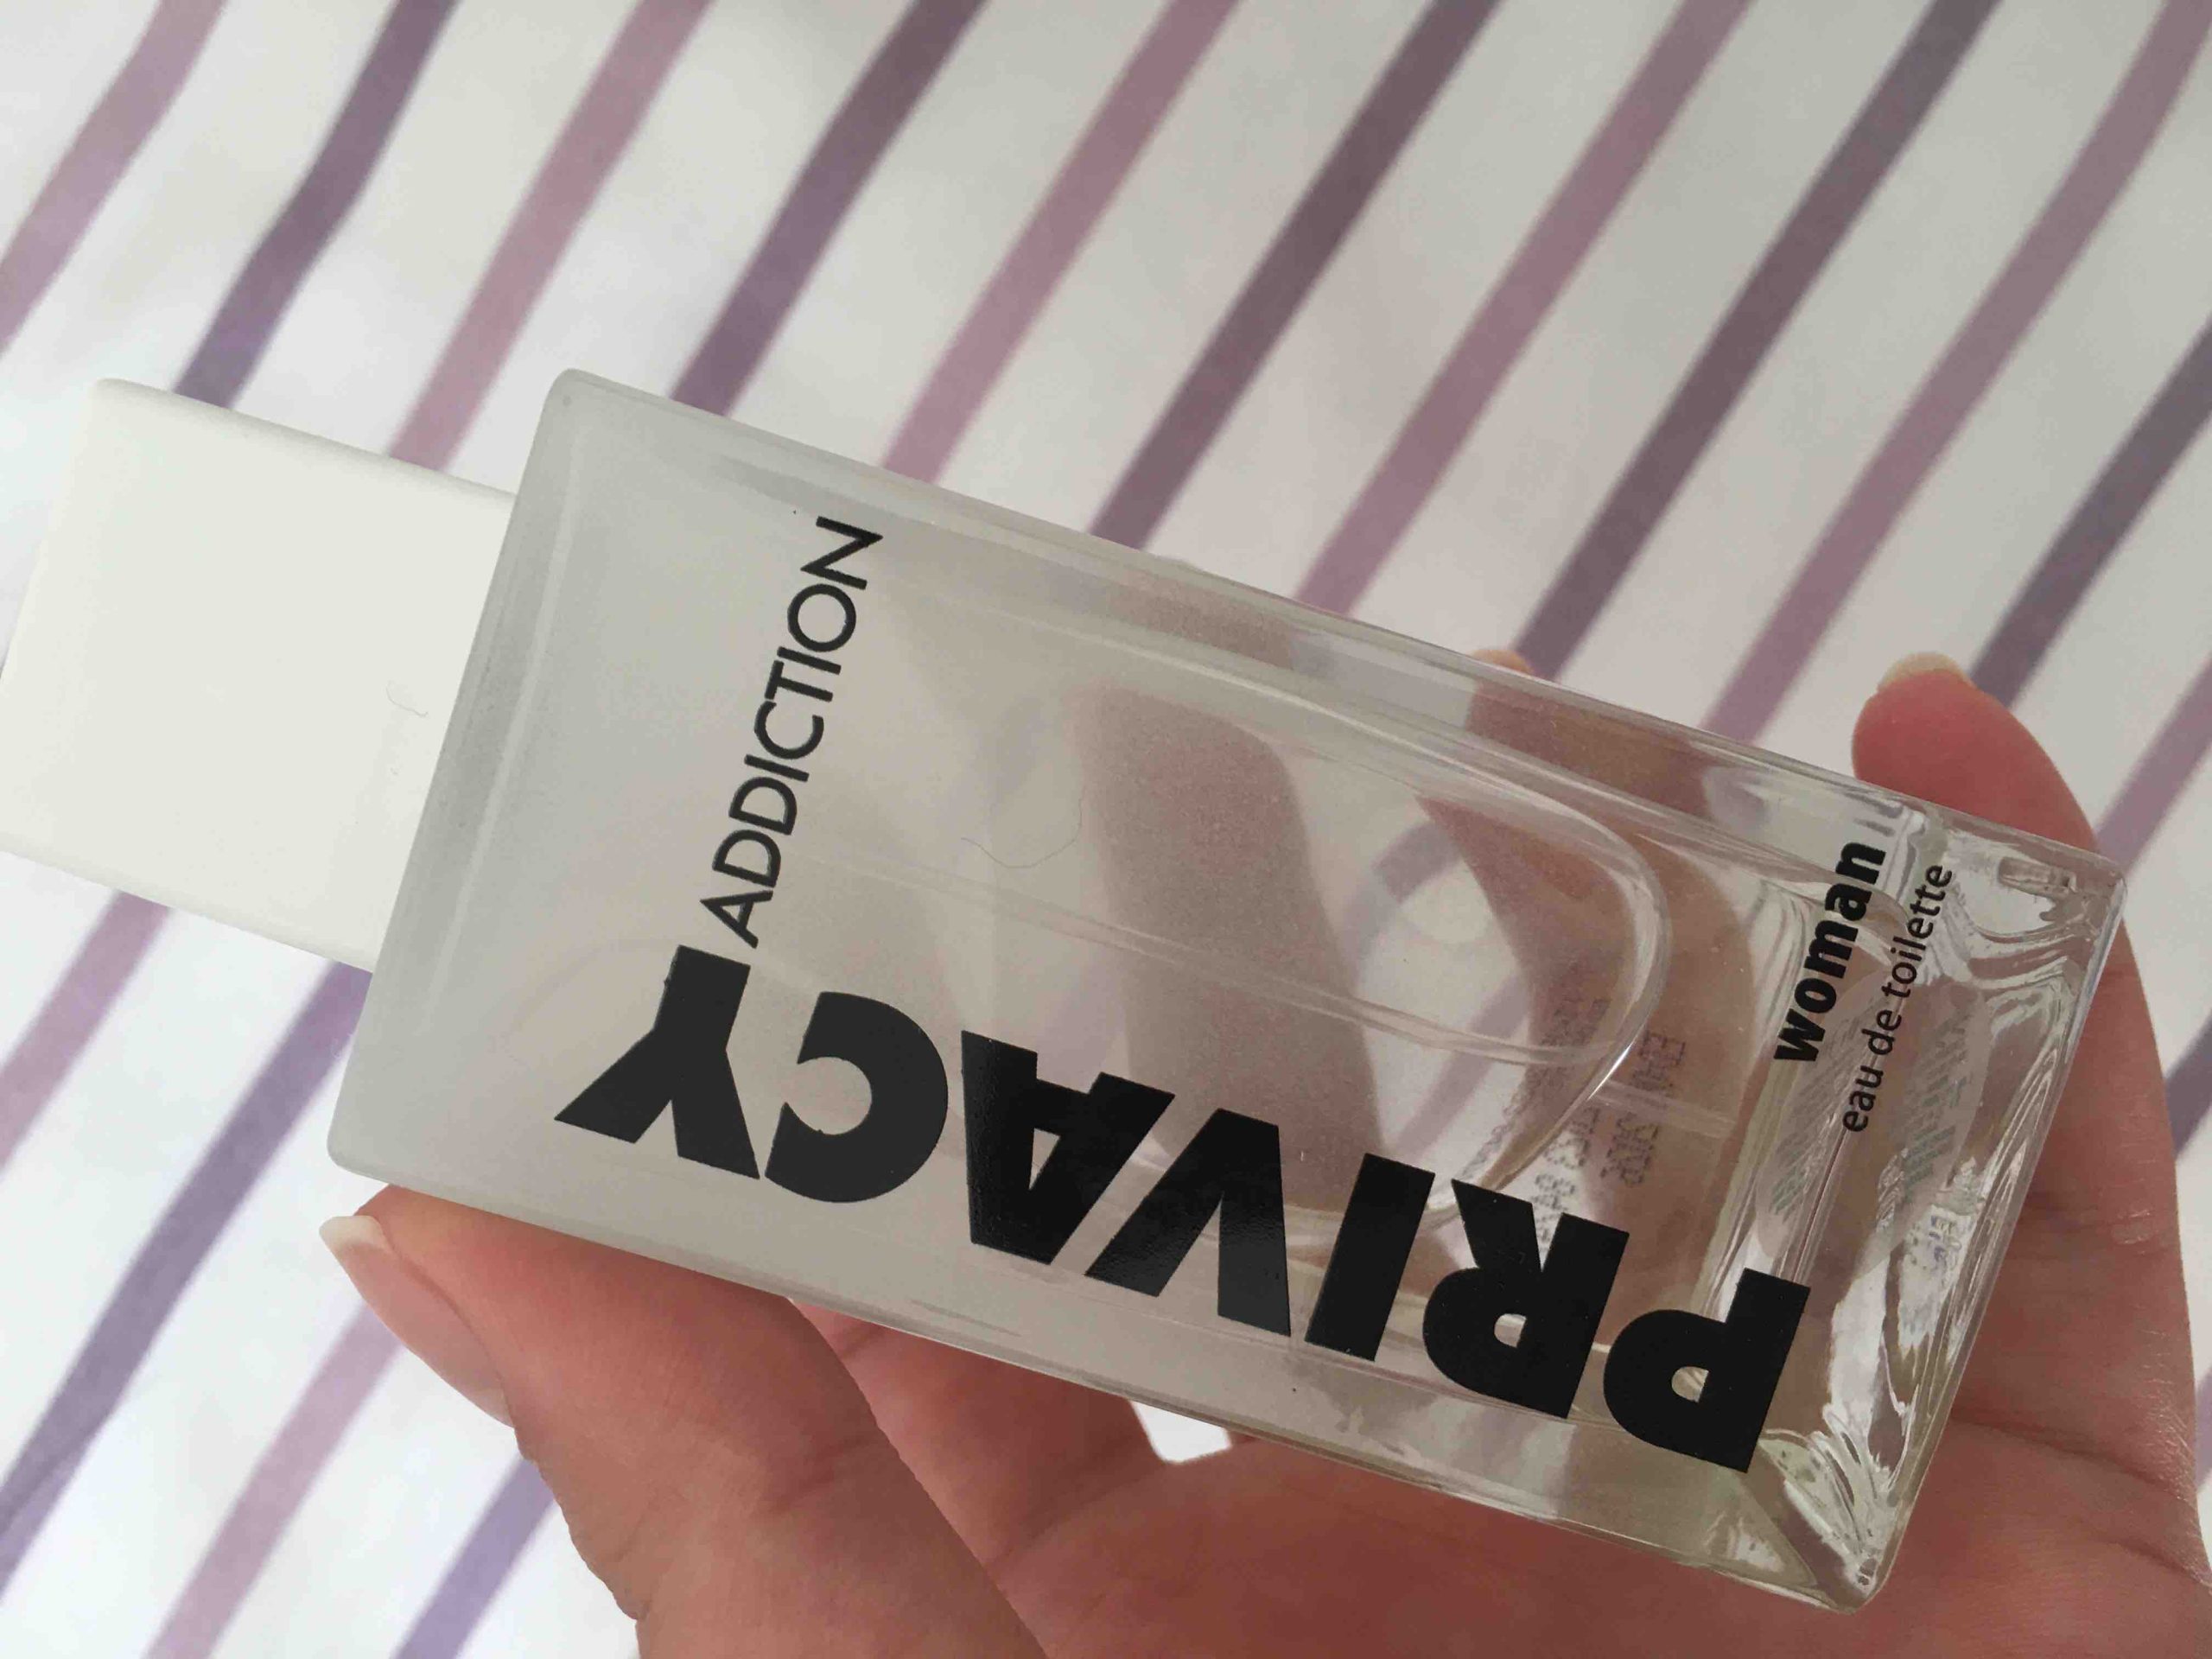 PRIVACY
ADDICTION
woman
eau de toilette